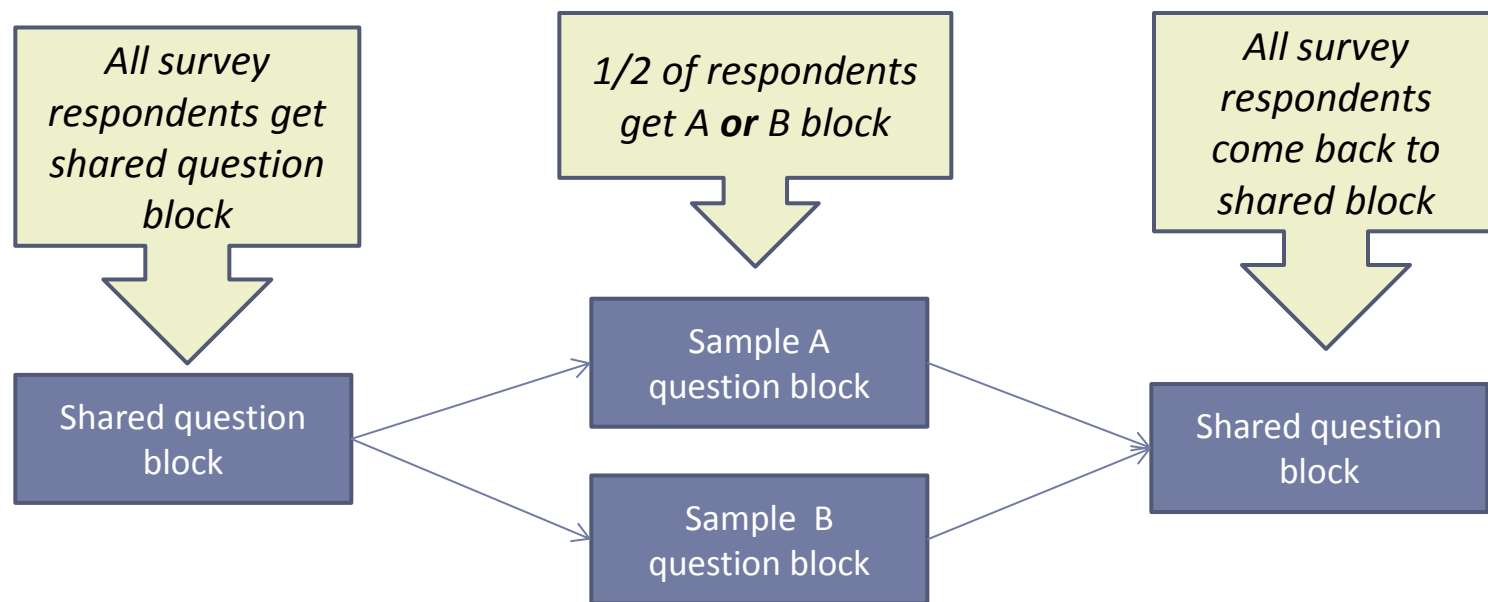 All survey
respondents get
shared question
block
1/2 of respondents
get A or B block
All survey
respondents
come back to
shared block
Shared question
block
Sample A
question block
Sample  B
question block
Shared question
block